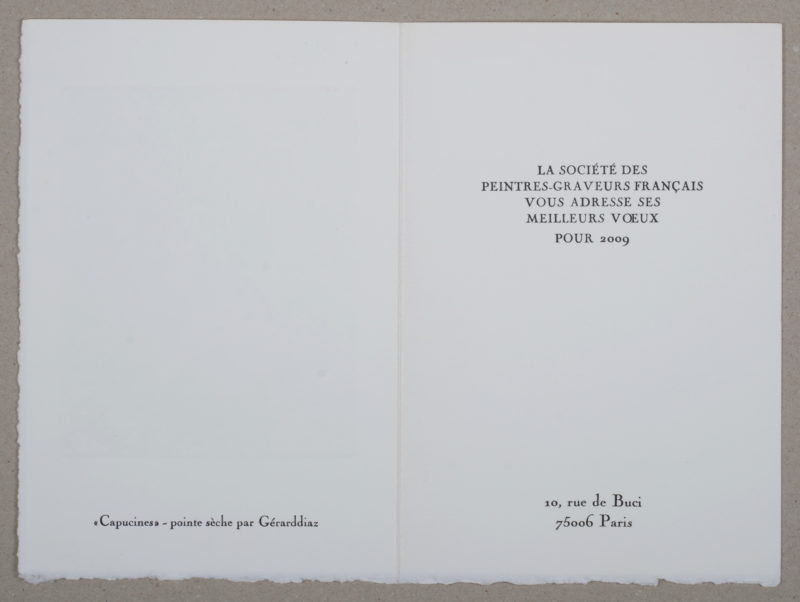 «Capucines» - pointe sèche par Gérarddiaz
LA SOCIÉTÉ DES
PEINTRES-GRAVEURS FRANÇAIS
VOUS ADRESSE SES
MEILLEURS VŒUX
POUR 2009
10, rue de Buci
75006 Paris